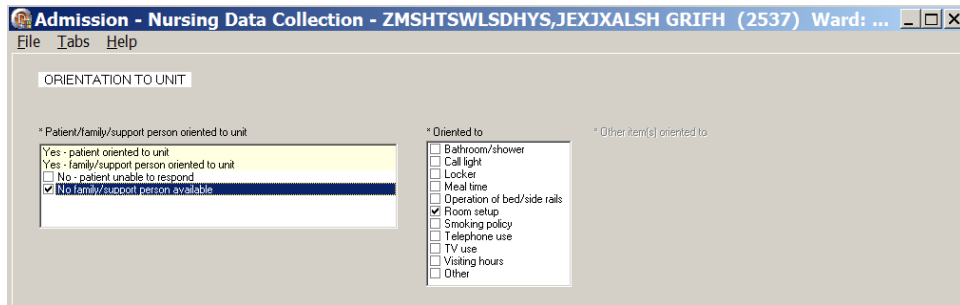 Admission - Nursing Data Collection - ZMSHTSWLSDHYS,JEXJXALSH GRIFH (2537) Ward: ...
File Tabs Help
ORIENTATION TO UNIT
* Patient/family/support person oriented to unit
Yes - patient oriented to unit
Yes - family/support person oriented to unit
No - patient unable to respond
No family/support person available
* Oriented to
Bathroom/shower
Call light
Locker
Meal time
Operation of bed/side rails
Room setup
Smoking policy
Telephone use
TV use
Visiting hours
Other
* Other item(s) oriented to